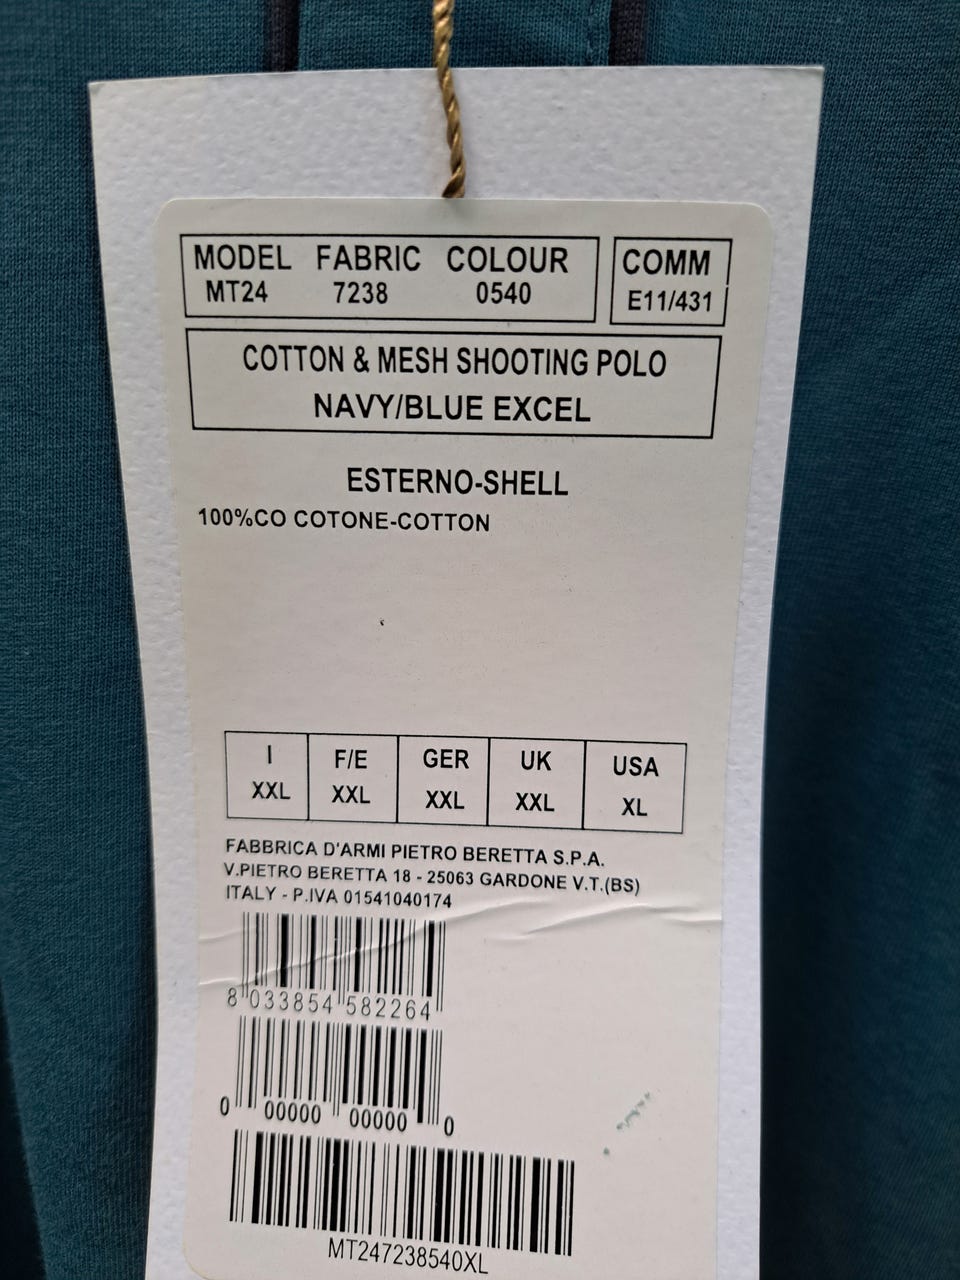 MODEL FABRIC COLOUR COMM
MT24 7238 0540 E11/431
COTTON & MESH SHOOTING POLO
NAVY/BLUE EXCEL
ESTERNO-SHELL
100%CO COTONE-COTTON
I F/E GER UK USA
XXL XXL XXL XXL XL
FABBRICA D'ARMI PIETRO BERETTA S.P.A.
V.PIETRO BERETTA 18 - 25063 GARDONE V.T.(BS)
ITALY - P.IVA 01541040174
8 033854 582264
0 00000 00000 0
MT247238540XL